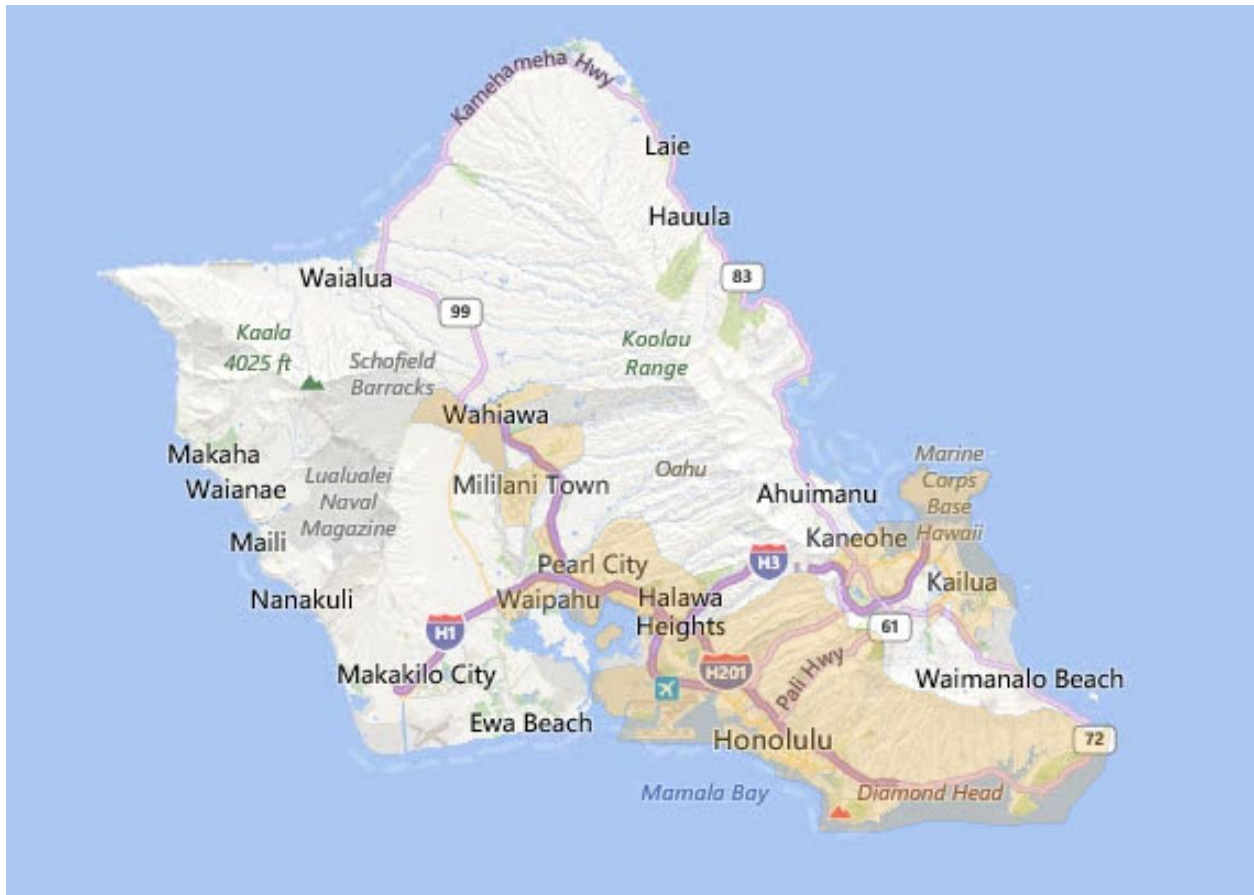 Kamehameha Hwy
Laie
Hauula
Waialua
83
99
Kaala
4025 ft
Schofield
Barracks
Koolau
Range
Wahiawa
Makaha
Waianae
Lualualei
Naval
Magazine
Mililani Town
Oahu
Ahuimanu
Marine
Corps
Base
Hawaii
Maili
Kaneohe
Pearl City
H3
Kailua
Nanakuli
Waipahu
Halawa
Heights
H1
61
Makakilo City
H201
Pali Hwy
Waimanalo Beach
Ewa Beach
Honolulu
72
Mamala Bay
Diamond Head